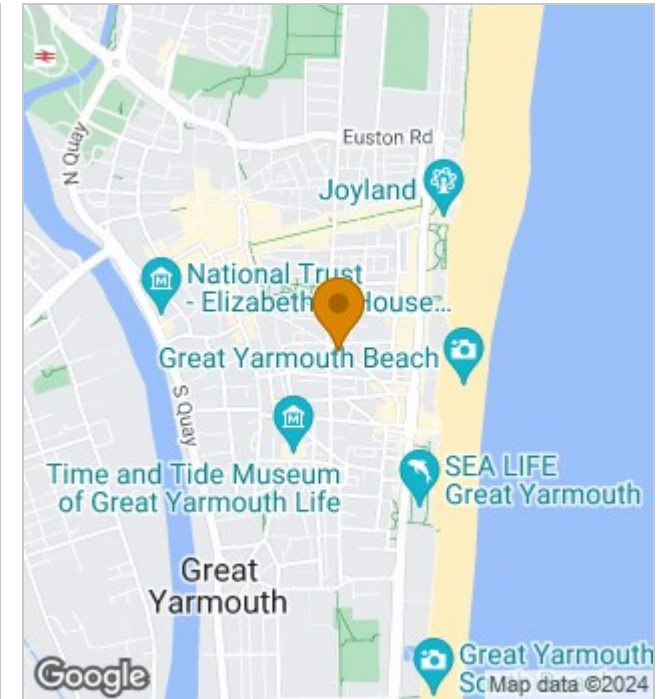 Euston Rd
N Quay
Joyland
National Trust
- Elizabeth House...
Great Yarmouth Beach
S Quay
Time and Tide Museum
of Great Yarmouth Life
SEA LIFE
Great Yarmouth
Great
Yarmouth
Great Yarmouth
Google
Map data ©2024